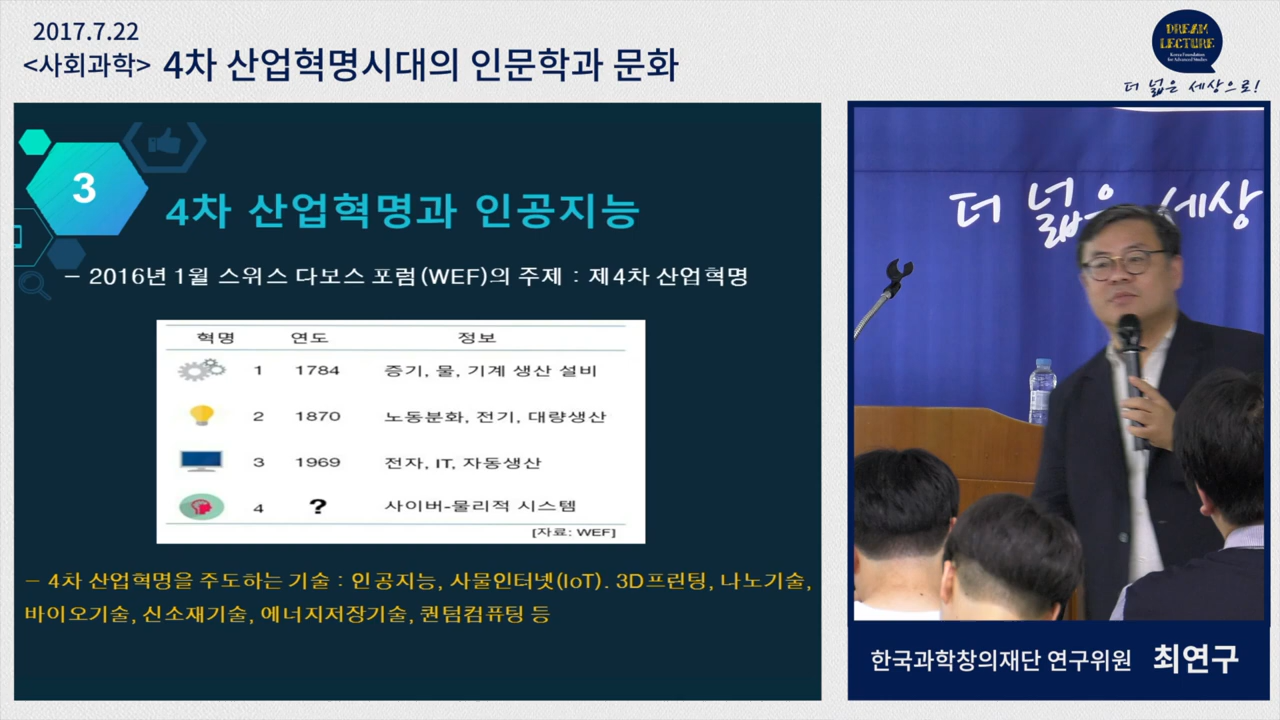 2017.7.22
<사회과학> 4차 산업혁명시대의 인문학과 문화
DREAM
LECTURE
Korea Foundation
for Advanced Studies
더 넓은 세상으로!
3
4차 산업혁명과 인공지능
– 2016년 1월 스위스 다보스 포럼(WEF)의 주제 : 제4차 산업혁명
혁명 연도 정보
1 1784 증기, 물, 기계 생산 설비
2 1870 노동분화, 전기, 대량생산
3 1969 전자, IT, 자동생산
4 ? 사이버-물리적 시스템
[자료: WEF]
– 4차 산업혁명을 주도하는 기술 : 인공지능, 사물인터넷(IoT). 3D프린팅, 나노기술,
바이오기술, 신소재기술, 에너지저장기술, 퀀텀컴퓨팅 등
더 넓은 세상
한국과학창의재단 연구위원 최연구